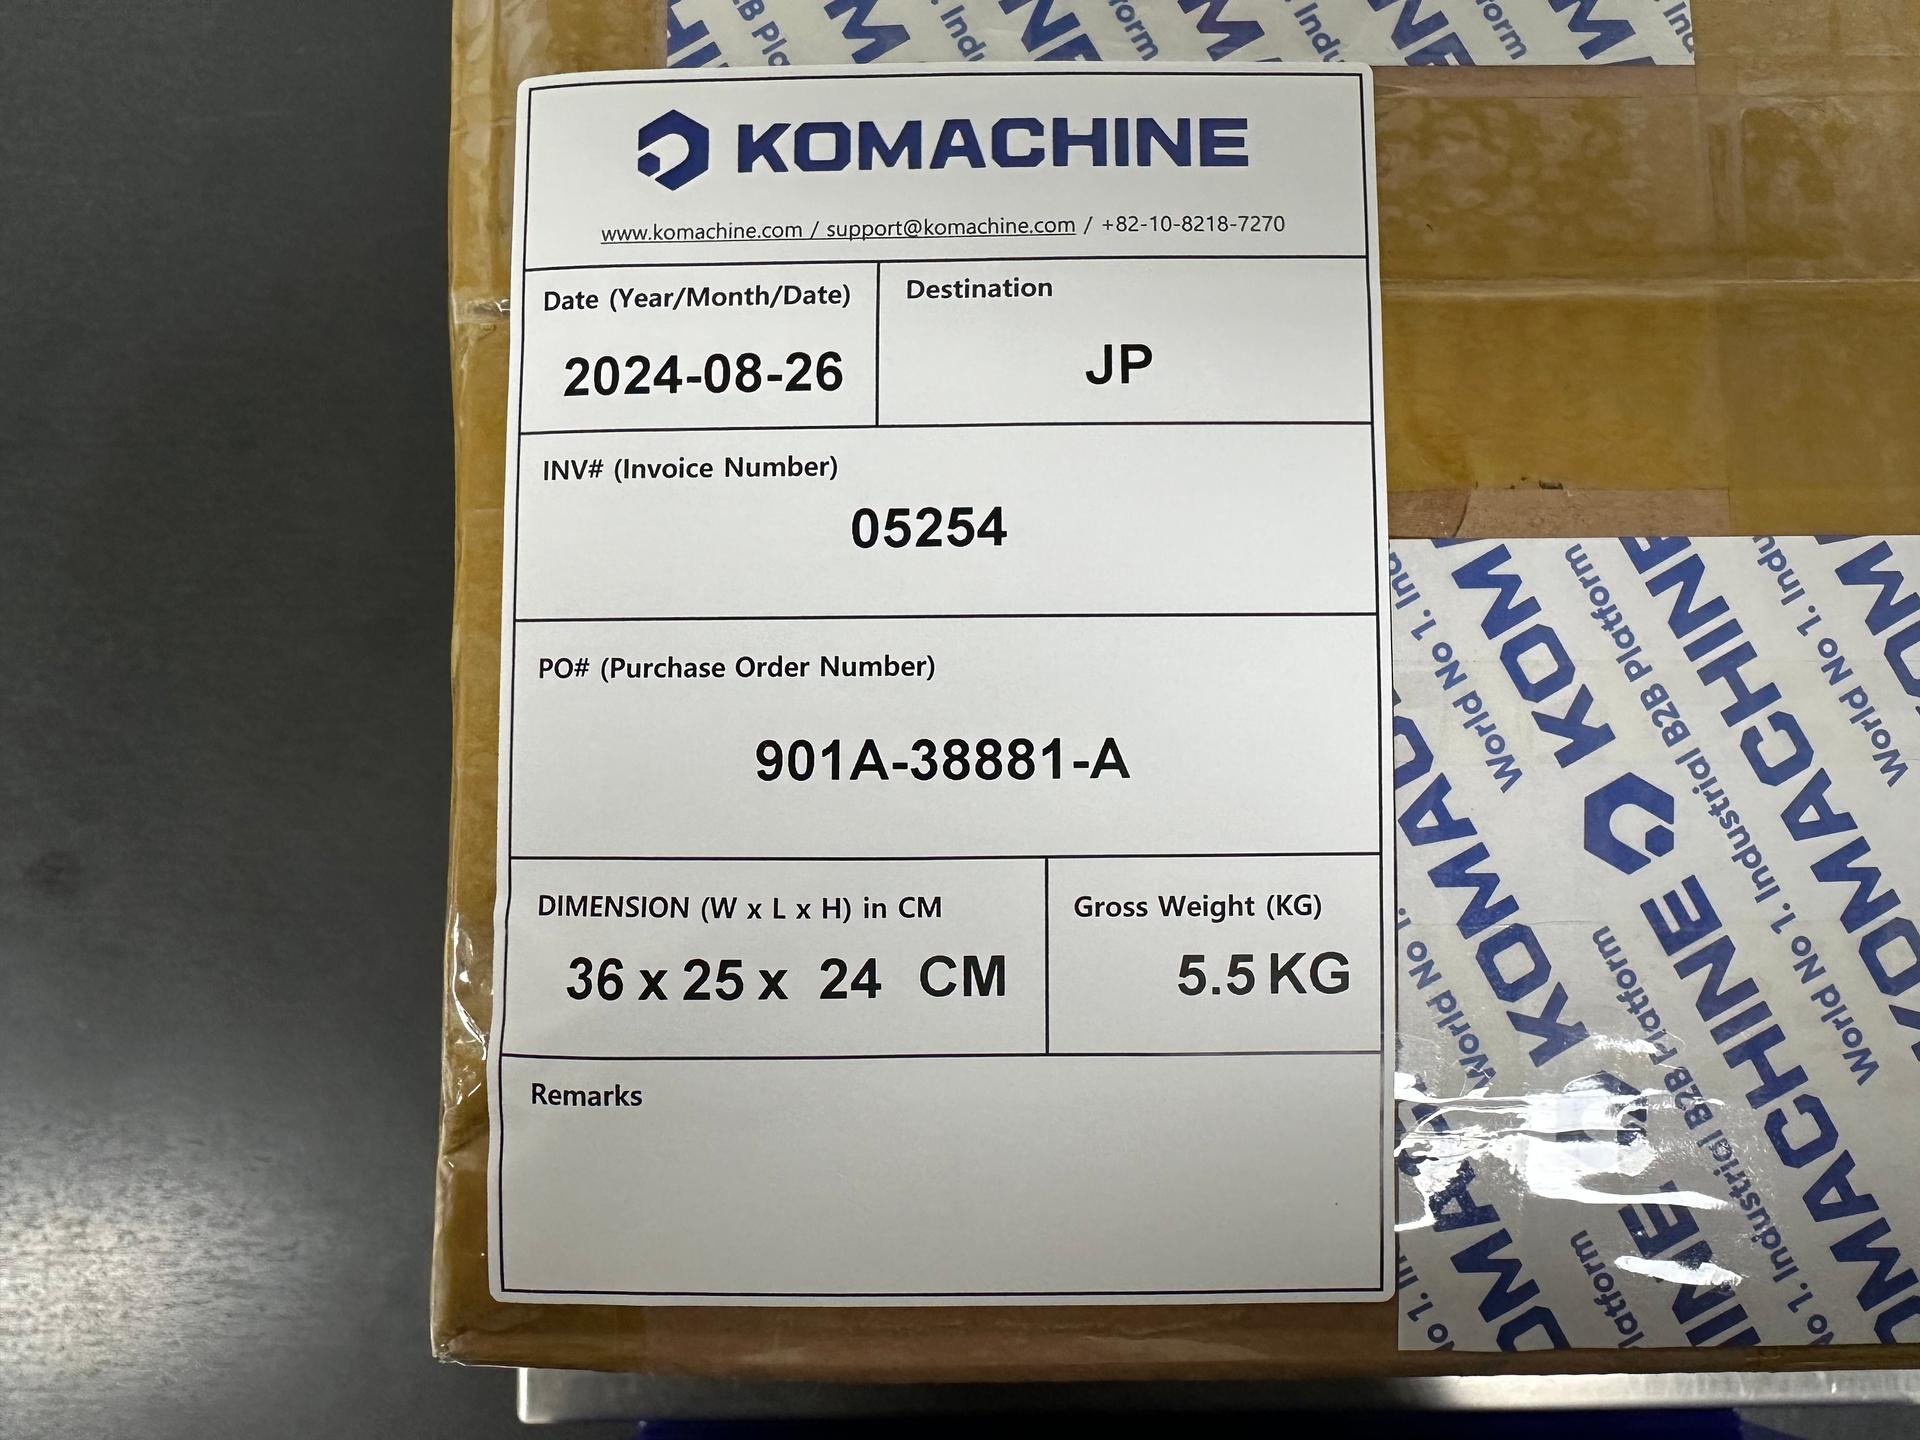 KOMACHINE
www.komachine.com / support@komachine.com / +82-10-8218-7270
Date (Year/Month/Date)
2024-08-26
Destination
JP
INV# (Invoice Number)
05254
PO# (Purchase Order Number)
901A-38881-A
DIMENSION (W x L x H) in CM
36 x 25 x 24 CM
Gross Weight (KG)
5.5 KG
Remarks
KOMACHINE
World No 1. Industrial B2B Platform
KOMACHINE
World No 1. Industrial B2B Platform
KOMACHINE